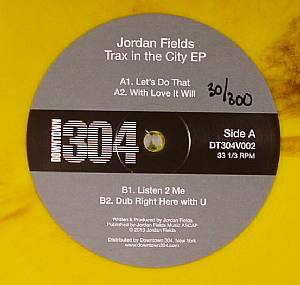 Jordan Fields
Trax in the City EP
A1. Let's Do That
A2. With Love It Will
30/300
DOWNTOWN
304
Side A
DT304V002
33 1/3 RPM
B1. Listen 2 Me
B2. Dub Right Here with U
Written & Produced by Jordan Fields
Published by Jordan Fields Music ASCAP
© 2013 Jordan Fields
Distributed by Downtown 304, New York
www.downtown304.com